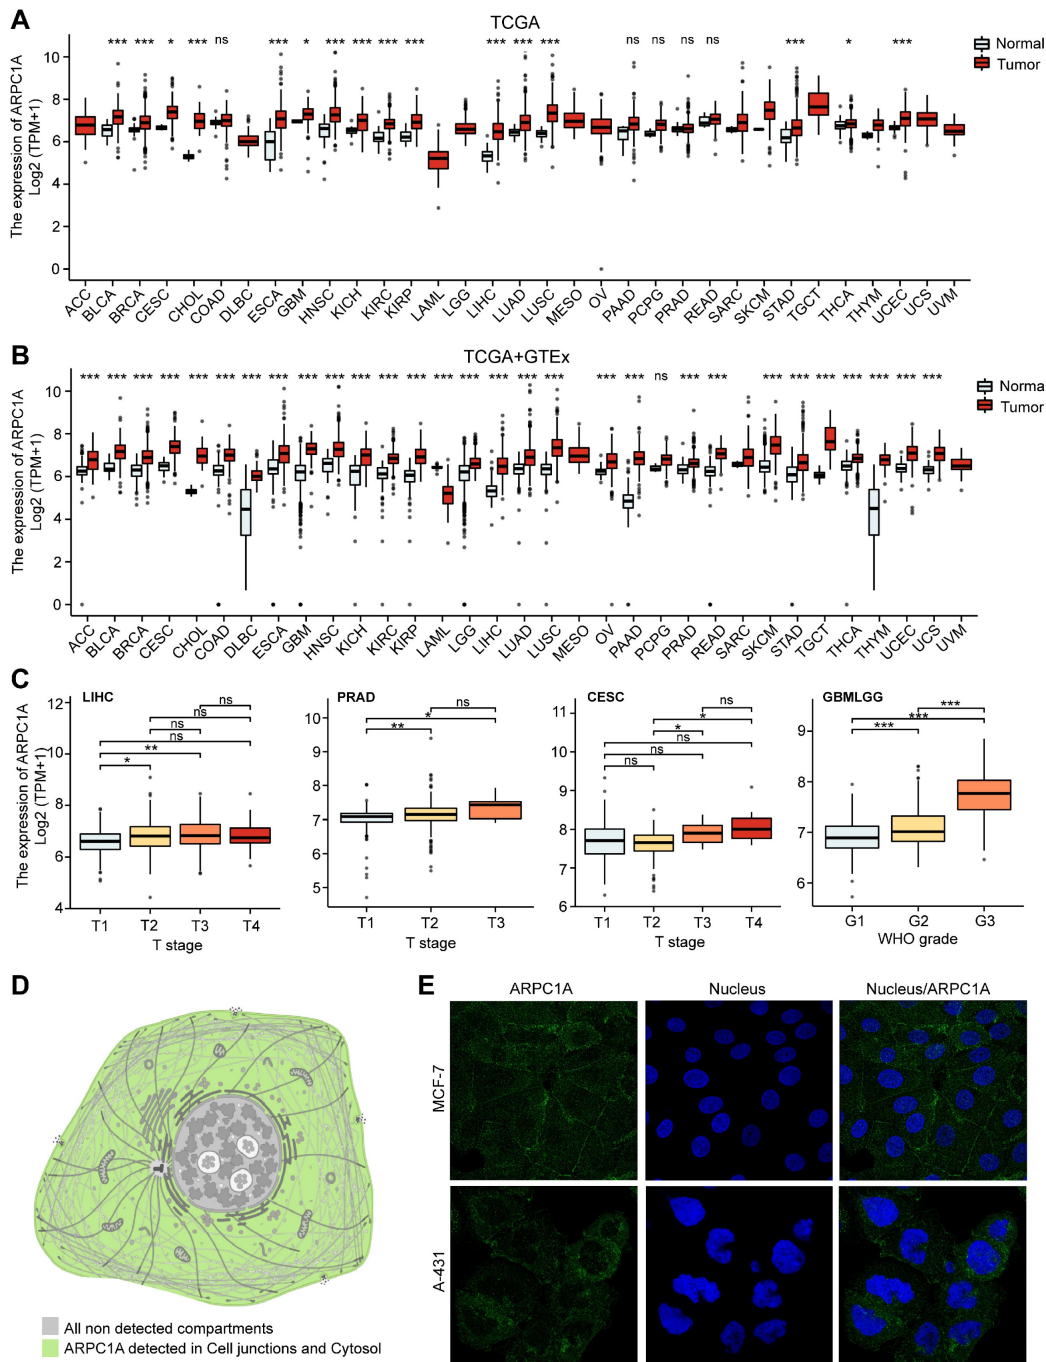 A
TCGA
The expression of ARPC1A
Log2 (TPM+1)
10
8
6
4
2
0
*** *** * *** ns *** * *** *** *** *** *** *** *** ns ns ns ns *** * ***
Normal
Tumor
ACC BLCA BRCA CESC CHOL COAD DLBC ESCA GBM HNSC KICH KIRC KIRP LAML LGG LIHC LUAD LUSC MESO OV PAAD PCPG PRAD READ SARC SKCM STAD TGCT THCA THYM UCEC UCS UVM
B
TCGA+GTEx
The expression of ARPC1A
Log2 (TPM+1)
10
8
6
4
2
0
*** *** *** *** *** *** *** *** *** *** *** *** *** *** *** *** *** *** *** *** ns *** *** *** *** *** *** *** *** ***
Norma
Tumor
ACC BLCA BRCA CESC CHOL COAD DLBC ESCA GBM HNSC KICH KIRC KIRP LAML LGG LIHC LUAD LUSC MESO OV PAAD PCPG PRAD READ SARC SKCM STAD TGCT THCA THYM UCEC UCS UVM
C
The expression of ARPC1A
Log2 (TPM+1)
LIHC
12
10
8
6
4
ns
ns
ns
ns
**
*
T1 T2 T3 T4
T stage
PRAD
10
9
8
7
6
5
ns
*
**
T1 T2 T3
T stage
CESC
10
9
8
7
6
ns
*
*
ns
ns
ns
T1 T2 T3 T4
T stage
GBMLGG
9
8
7
6
***
***
***
G1 G2 G3
WHO grade
D
All non detected compartments
ARPC1A detected in Cell junctions and Cytosol
E
ARPC1A Nucleus Nucleus/ARPC1A
MCF-7
A-431